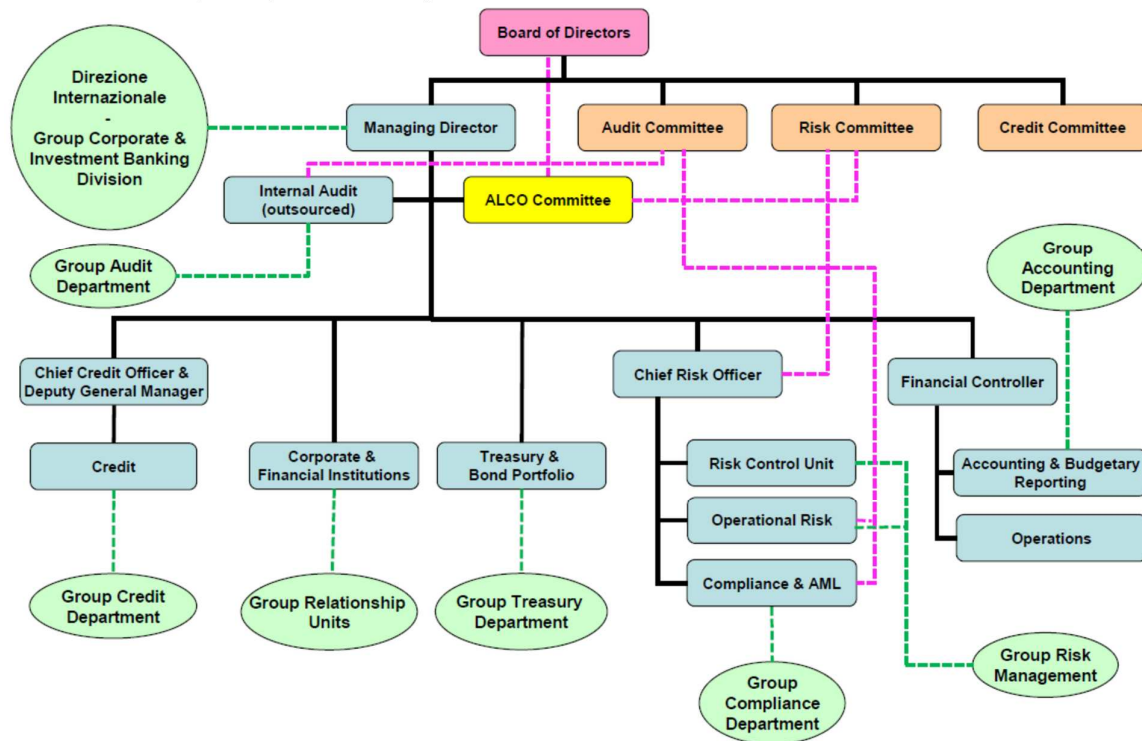 Board of Directors
Direzione
Internazionale
-
Group Corporate &
Investment Banking
Division
Managing Director
Audit Committee
Risk Committee
Credit Committee
Internal Audit
(outsourced)
ALCO Committee
Group Audit
Department
Group
Accounting
Department
Chief Credit Officer &
Deputy General Manager
Chief Risk Officer
Financial Controller
Credit
Corporate &
Financial Institutions
Treasury &
Bond Portfolio
Risk Control Unit
Accounting & Budgetary
Reporting
Operational Risk
Operations
Compliance & AML
Group Credit
Department
Group Relationship
Units
Group Treasury
Department
Group Risk
Management
Group
Compliance
Department